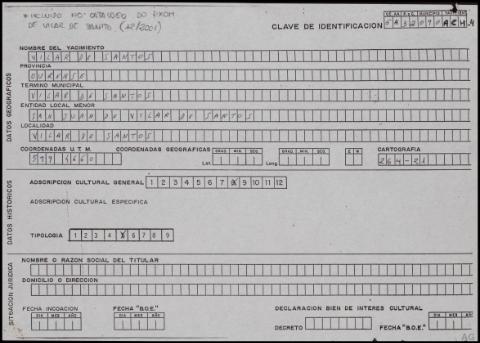 * INCLUIDO NO CATALOGO DO PXOM
DE VILAR DE SANTOS (12/2001)
CLAVE DE IDENTIFICACION
NOMBRE DEL YACIMIENTO
VILAR DE SANTOS
PROVINCIA
OURENSE
TERMINO MUNICIPAL
VILAR DE SANTOS
ENTIDAD LOCAL MENOR
SAN JUAN DE VILAR DE SANTOS
LOCALIDAD
VILAR DE SANTOS
COORDENADAS U.T.M. COORDENADAS GEOGRAFICAS GRAD. MIN. SEG. GRAD. MIN. SEG. E W CARTOGRAFIA
599 4660 Lat. Long 264-21
DATOS GEOGRAFICOS
ADSCRIPCION CULTURAL GENERAL 1 2 3 4 5 6 7 8 9 10 11 12
ADSCRIPCION CULTURAL ESPECIFICA
TIPOLOGIA 1 2 3 4 5 6 7 8 9
DATOS HISTORICOS
NOMBRE O RAZON SOCIAL DEL TITULAR
DOMICILIO O DIRECCION
FECHA INCOACION FECHA "B.O.E." DECLARACION BIEN DE INTERES CULTURAL
DIA MES AÑO DIA MES AÑO DIA MES AÑO
DECRETO FECHA "B.O.E."
SITUACION JURIDICA